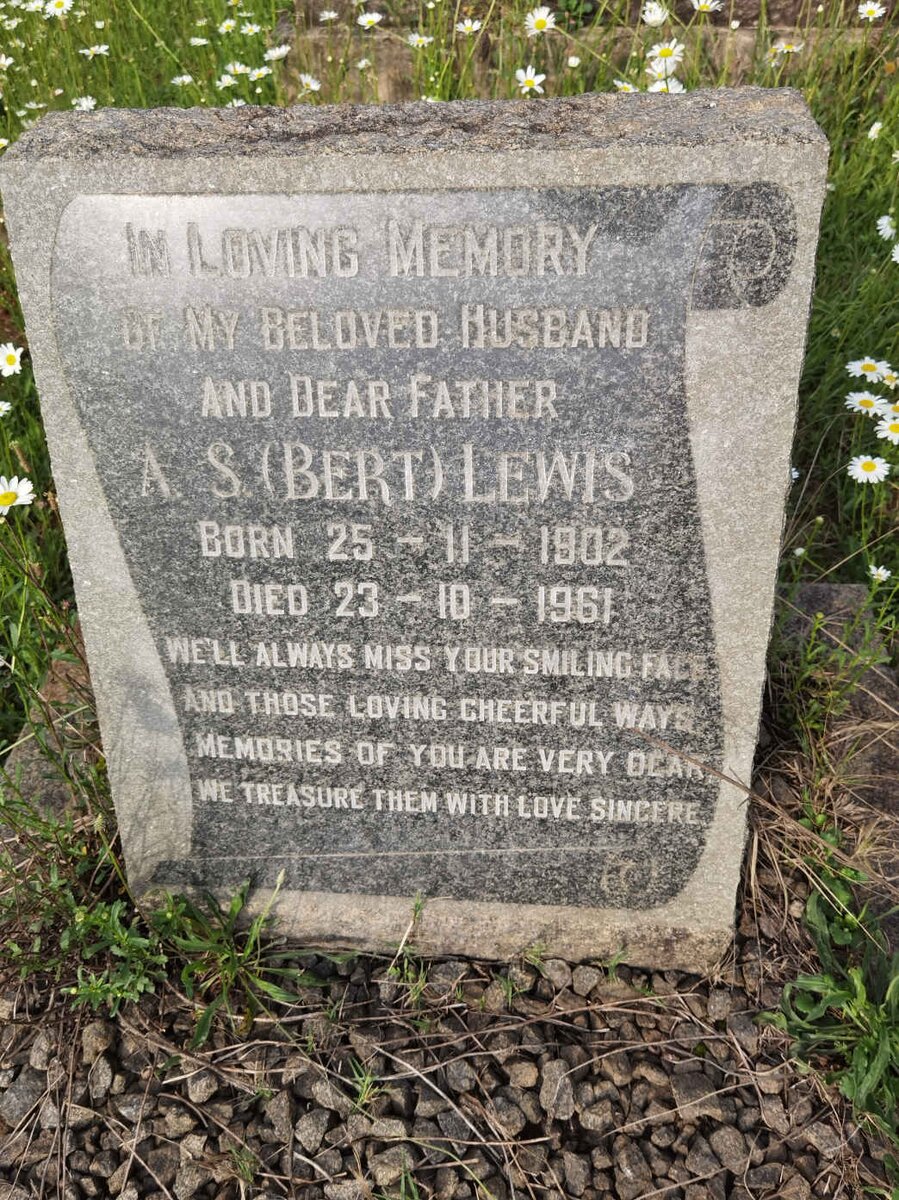 IN LOVING MEMORY
OF MY BELOVED HUSBAND
AND DEAR FATHER
A. S. (BERT) LEWIS
BORN 25 – 11 – 1902
DIED 23 – 10 – 1961
WE'LL ALWAYS MISS YOUR SMILING FACE
AND THOSE LOVING CHEERFUL WAYS
MEMORIES OF YOU ARE VERY DEAR
WE TREASURE THEM WITH LOVE SINCERE